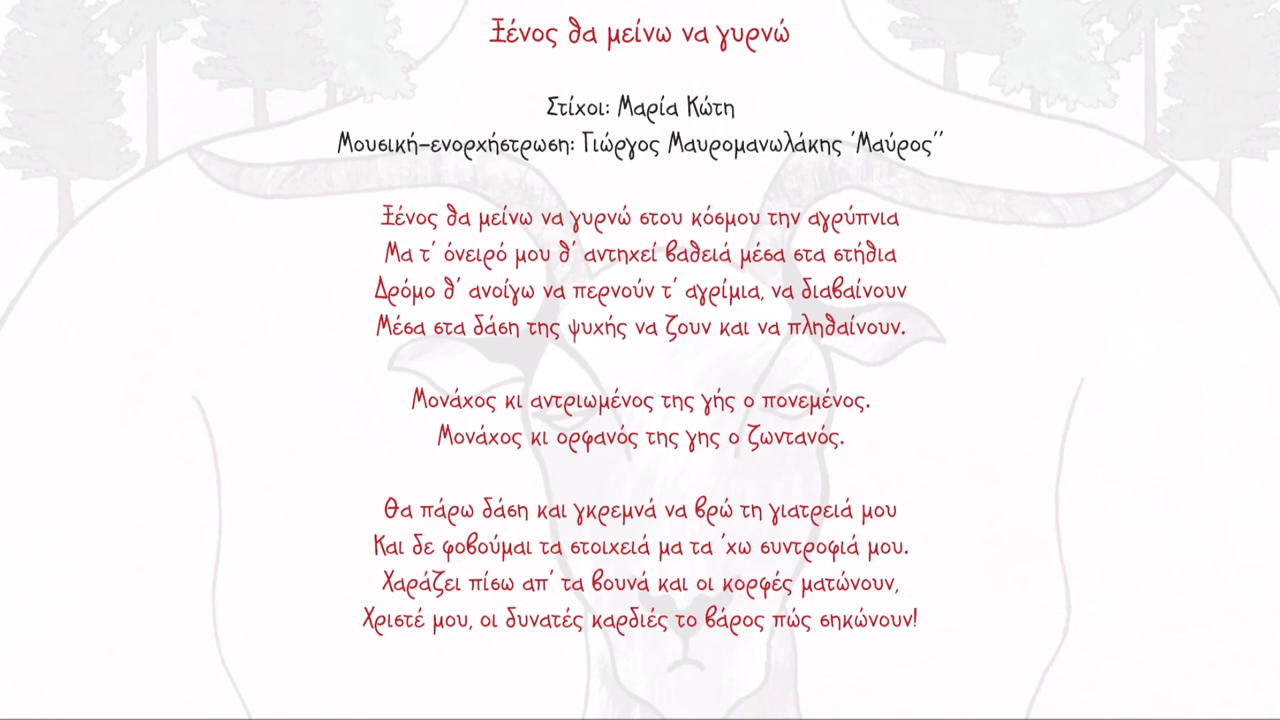 Ξένος θα μείνω να γυρνώ
Στίχοι: Μαρία Κώτη
Μουσική-ενορχήστρωση: Γιώργος Μαυρομανωλάκης ΄Μαύρος΄΄
Ξένος θα μείνω να γυρνώ στου κόσμου την αγρύπνια
Μα τ΄ όνειρό μου θ΄ αντηχεί βαθειά μέσα στα στήθια
Δρόμο θ΄ ανοίγω να περνούν τ΄ αγρίμια, να διαβαίνουν
Μέσα στα δάση της ψυχής να ζουν και να πληθαίνουν.
Μονάχος κι αντριωμένος της γής ο πονεμένος.
Μονάχος κι ορφανός της γης ο ζωντανός.
Θα πάρω δάση και γκρεμνά να βρώ τη γιατρειά μου
Και δε φοβούμαι τα στοιχειά μα τα ΄χω συντροφιά μου.
Χαράζει πίσω απ΄ τα βουνά και οι κορφές ματώνουν,
Χριστέ μου, οι δυνατές καρδιές το βάρος πώς σηκώνουν!